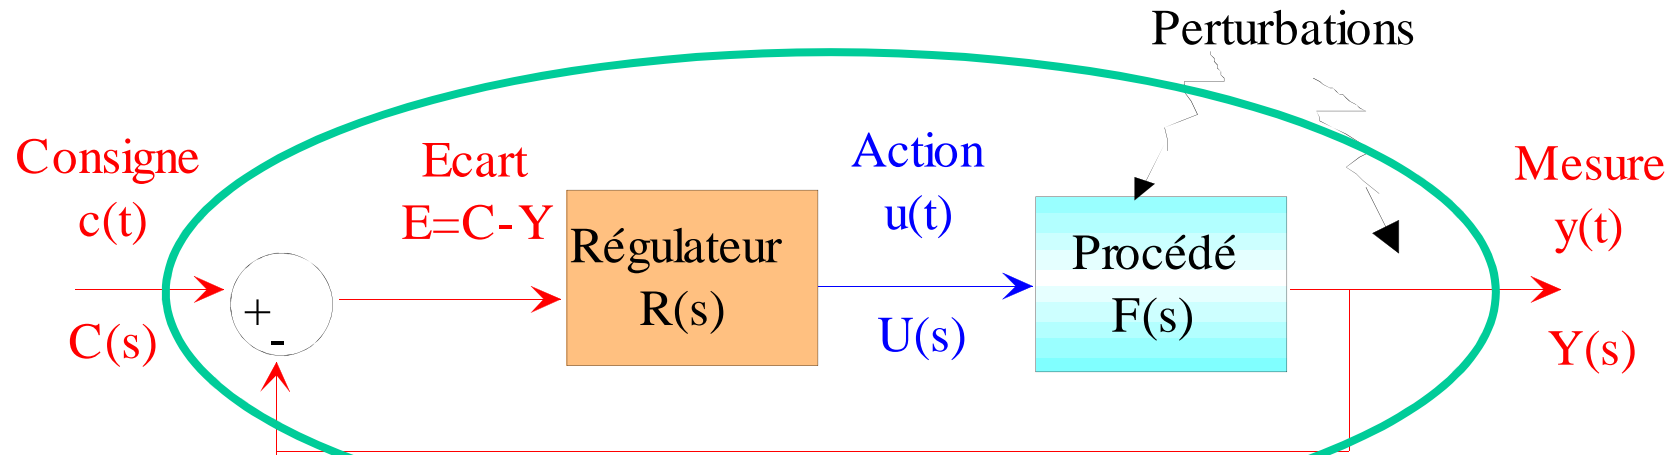 Perturbations
Consigne
c(t)
C(s)
+
-
Ecart
E=C-Y
Régulateur
R(s)
Action
u(t)
U(s)
Procédé
F(s)
Mesure
y(t)
Y(s)